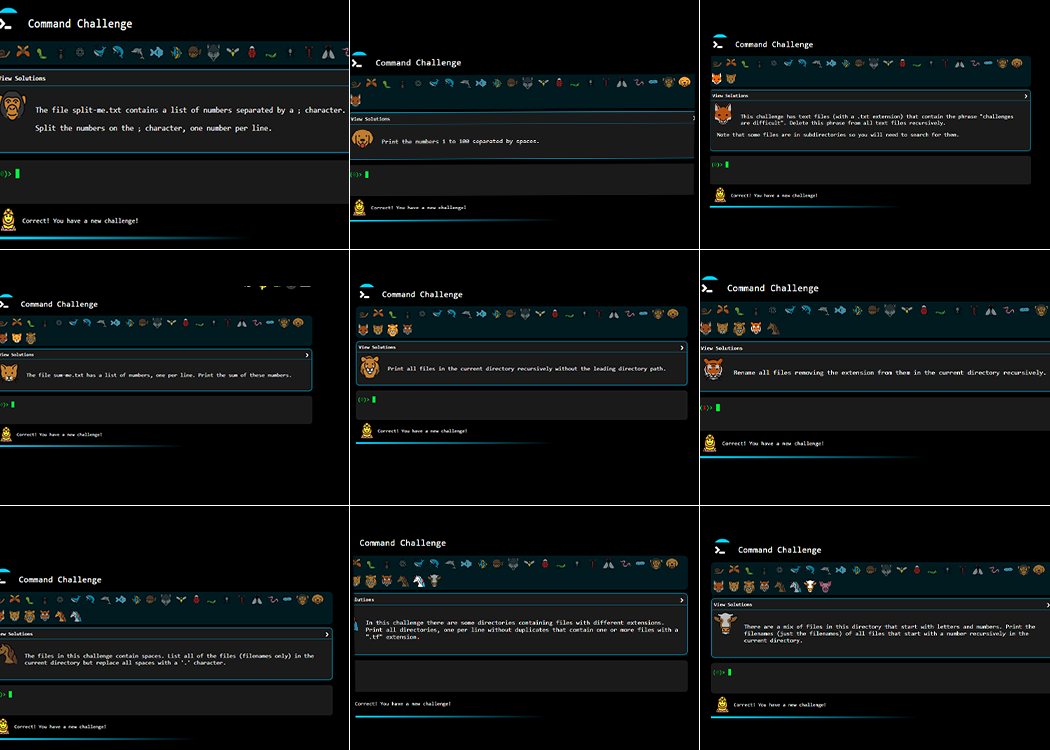 Command Challenge
View Solutions
The file split-me.txt contains a list of numbers separated by a ; character.
Split the numbers on the ; character, one number per line.
Correct! You have a new challenge!
Command Challenge
View Solutions
Print the numbers 1 to 100 separated by spaces.
Correct! You have a new challenge!
Command Challenge
View Solutions
This challenge has text files (with a .txt extension) that contain the phrase "challenges
are difficult". Delete this phrase from all text files recursively.
Note that some files are in subdirectories so you will need to search for them.
Correct! You have a new challenge!
Command Challenge
View Solutions
The file sum-me.txt has a list of numbers, one per line. Print the sum of these numbers.
Correct! You have a new challenge!
Command Challenge
View Solutions
Print all files in the current directory recursively without the leading directory path.
Correct! You have a new challenge!
Command Challenge
View Solutions
Rename all files removing the extension from them in the current directory recursively.
Correct! You have a new challenge!
Command Challenge
ew Solutions
The files in this challenge contain spaces. List all of the files (filenames only) in the
current directory but replace all spaces with a '.' character.
Correct! You have a new challenge!
Command Challenge
lutions
In this challenge there are some directories containing files with different extensions.
Print all directories, one per line without duplicates that contain one or more files with a
".tf" extension.
Correct! You have a new challenge!
Command Challenge
View Solutions
There are a mix of files in this directory that start with letters and numbers. Print the
filenames (just the filenames) of all files that start with a number recursively in the
current directory.
Correct! You have a new challenge!